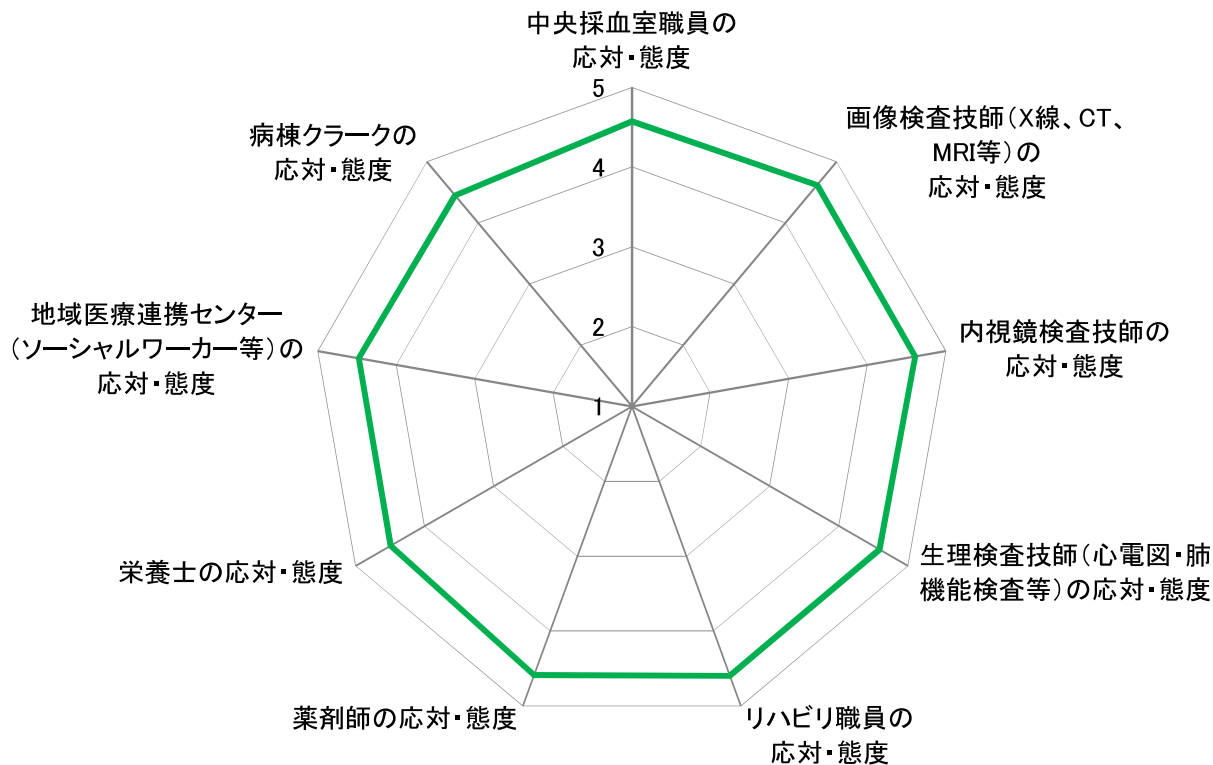 中央採血室職員の
応対・態度
画像検査技師（X線、CT、
MRI等）の
応対・態度
内視鏡検査技師の
応対・態度
生理検査技師（心電図・肺
機能検査等）の応対・態度
リハビリ職員の
応対・態度
薬剤師の応対・態度
栄養士の応対・態度
地域医療連携センター
（ソーシャルワーカー等）の
応対・態度
病棟クラークの
応対・態度
5
4
3
2
1